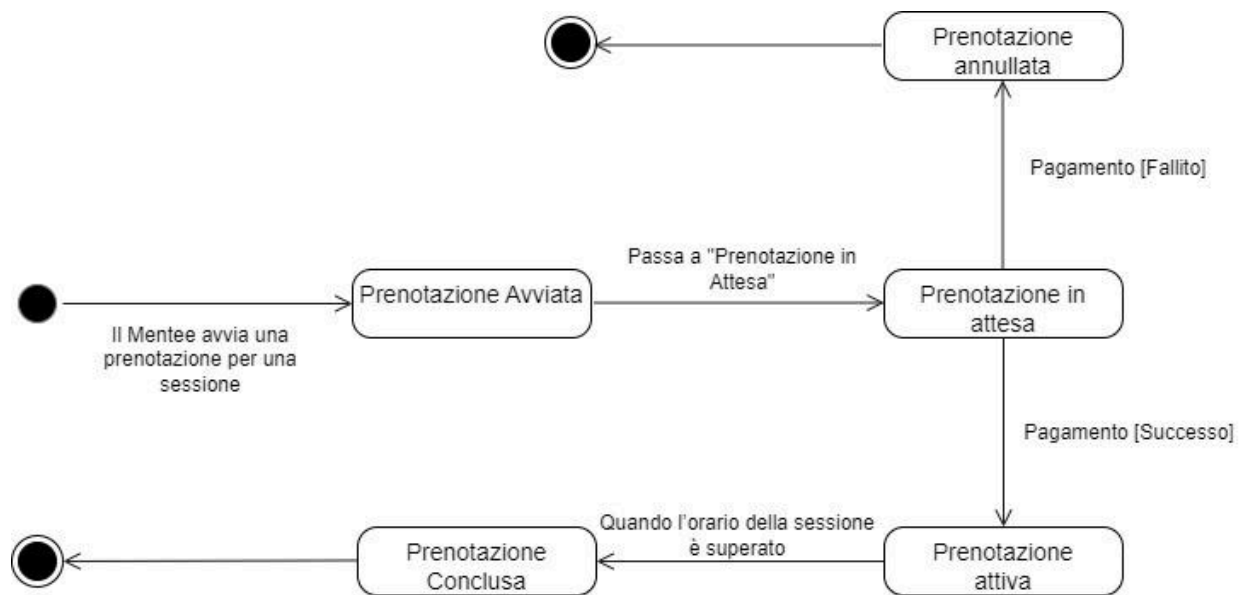 Prenotazione
annullata
Pagamento [Fallito]
Passa a "Prenotazione in
Attesa"
Prenotazione Avviata
Prenotazione in
attesa
Il Mentee avvia una
prenotazione per una
sessione
Pagamento [Successo]
Quando l'orario della sessione
è superato
Prenotazione
Conclusa
Prenotazione
attiva